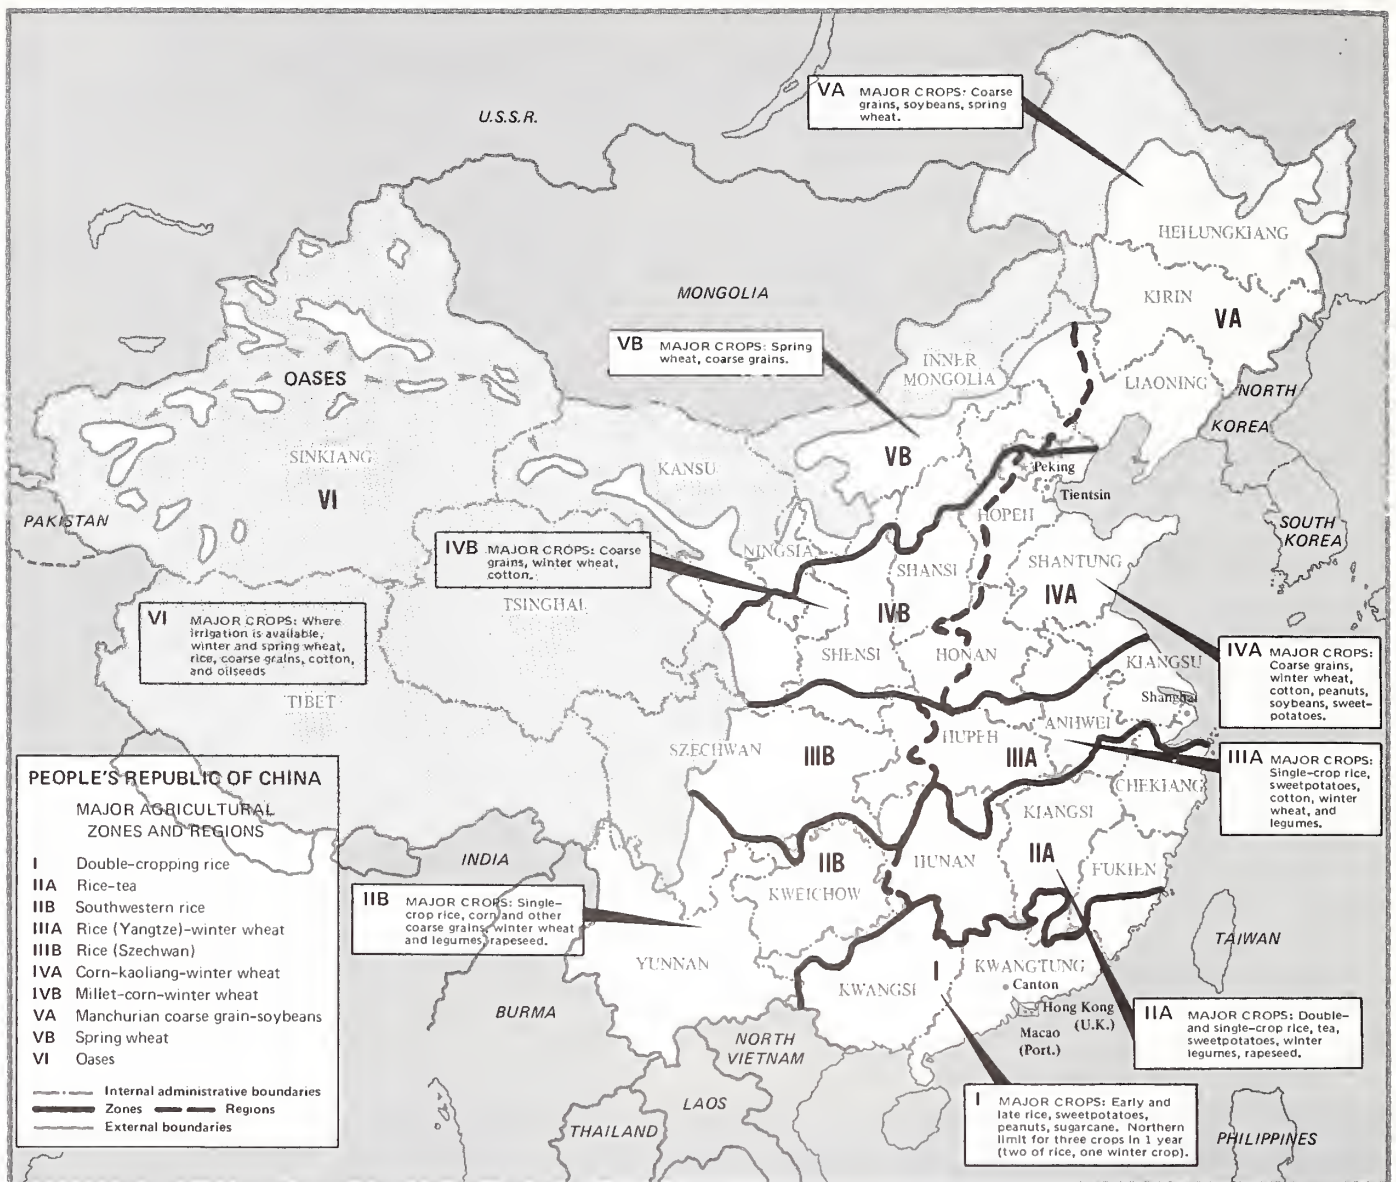 VA MAJOR CROPS: Coarse
grains, soybeans, spring
wheat.
U.S.S.R.
HEILUNGKIANG
MONGOLIA
KIRIN
VA
VB MAJOR CROPS: Spring
wheat, coarse grains.
INNER
MONGOLIA
OASES
LIAONING
NORTH
KOREA
SINKIANG
KANSU
VB
Peking
VI
Tientsin
PAKISTAN
HOPEH
SOUTH
KOREA
IVB MAJOR CROPS: Coarse
grains, winter wheat,
cotton.
NINGSIA
SHANSI
SHANTUNG
IVA
TSINGHAI
IVB
VI MAJOR CROPS: Where
irrigation is available,
winter and spring wheat,
rice, coarse grains, cotton,
and oilseeds
SHENSI
HONAN
KIANGSU
IVA MAJOR CROPS:
Coarse grains,
winter wheat,
cotton, peanuts,
soybeans, sweet-
potatoes.
TIBET
Shanghai
SZECHWAN
IIIB
HUPEH
ANHWEI
IIIA
IIIA MAJOR CROPS:
Single-crop rice,
sweetpotatoes,
cotton, winter
wheat, and
legumes.
CHEKIANG
KIANGSI
PEOPLE'S REPUBLIC OF CHINA
MAJOR AGRICULTURAL
ZONES AND REGIONS
I Double-cropping rice
IIA Rice-tea
IIB Southwestern rice
IIIA Rice (Yangtze)-winter wheat
IIIB Rice (Szechwan)
IVA Corn-kaoliang-winter wheat
IVB Millet-corn-winter wheat
VA Manchurian coarse grain-soybeans
VB Spring wheat
VI Oases
Internal administrative boundaries
Zones Regions
External boundaries
INDIA
IIB
HUNAN
IIA
FUKIEN
KWEICHOW
IIB MAJOR CROPS: Single-
crop rice, corn and other
coarse grains, winter wheat
and legumes, rapeseed.
TAIWAN
YUNNAN
I
KWANGTUNG
KWANGSI
Canton
BURMA
Hong Kong
(U.K.)
Macao
(Port.)
IIA MAJOR CROPS: Double-
and single-crop rice, tea,
sweetpotatoes, winter
legumes, rapeseed.
NORTH
VIETNAM
LAOS
I MAJOR CROPS: Early and
late rice, sweetpotatoes,
peanuts, sugarcane. Northern
limit for three crops in 1 year
(two of rice, one winter crop).
THAILAND
PHILIPPINES